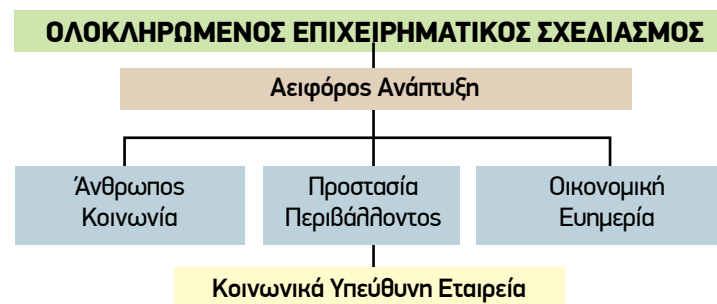 ΟΛΟΚΛΗΡΩΜΕΝΟΣ ΕΠΙΧΕΙΡΗΜΑΤΙΚΟΣ ΣΧΕΔΙΑΣΜΟΣ
Αειφόρος Ανάπτυξη
Άνθρωπος
Κοινωνία
Προστασία
Περιβάλλοντος
Οικονομική
Ευημερία
Κοινωνικά Υπεύθυνη Εταιρεία